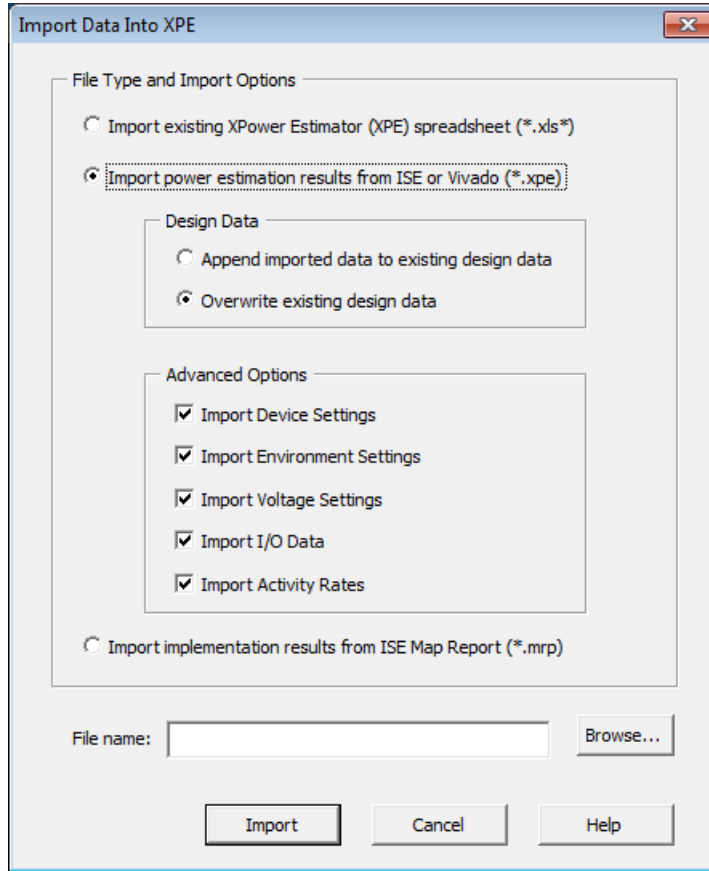 Import Data Into XPE
File Type and Import Options
Import existing XPower Estimator (XPE) spreadsheet (*.xls*)
Import power estimation results from ISE or Vivado (*.xpe)
Design Data
Append imported data to existing design data
Overwrite existing design data
Advanced Options
Import Device Settings
Import Environment Settings
Import Voltage Settings
Import I/O Data
Import Activity Rates
Import implementation results from ISE Map Report (*.mrp)
File name:
Browse...
Import
Cancel
Help